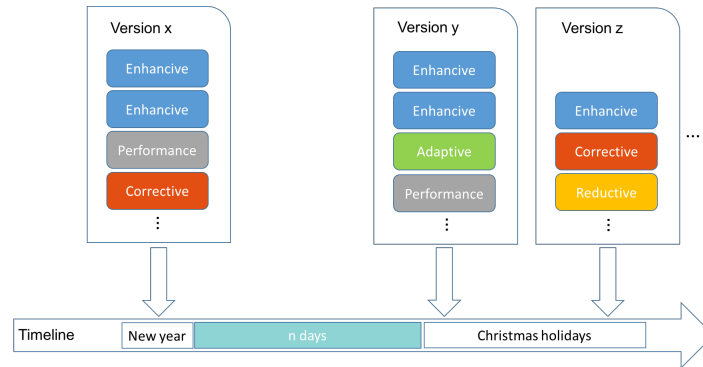 Version x
Enhancive
Enhancive
Performance
Corrective
⋮
Version y
Enhancive
Enhancive
Adaptive
Performance
⋮
Version z
Enhancive
Corrective
Reductive
⋮
...
Timeline
New year
n days
Christmas holidays